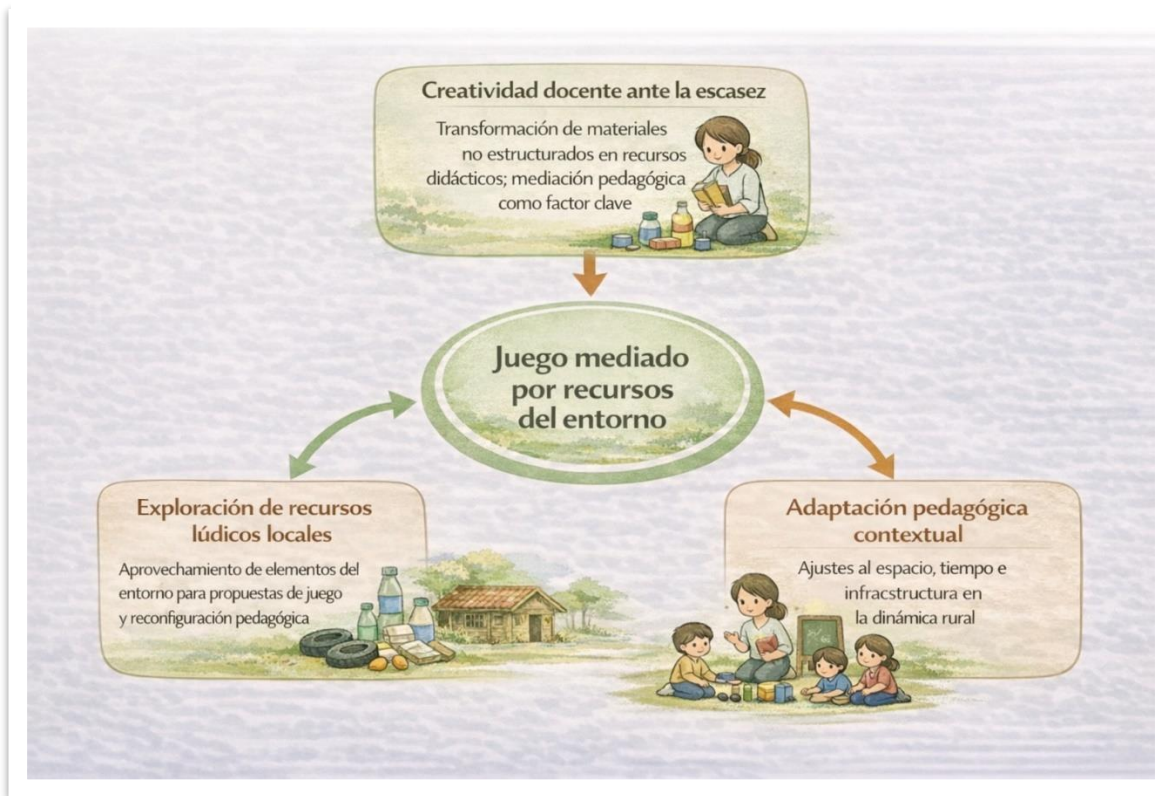 Creatividad docente ante la escasez
Transformación de materiales
no estructurados en recursos
didácticos; mediación pedagógica
como factor clave
Juego mediado
por recursos
del entorno
Exploración de recursos
lúdicos locales
Aprovechamiento de elementos del
entorno para propuestas de juego
y reconfiguración pedagógica
Adaptación pedagógica
contextual
Ajustes al espacio, tiempo e
infracstructura en
la dinámica rural